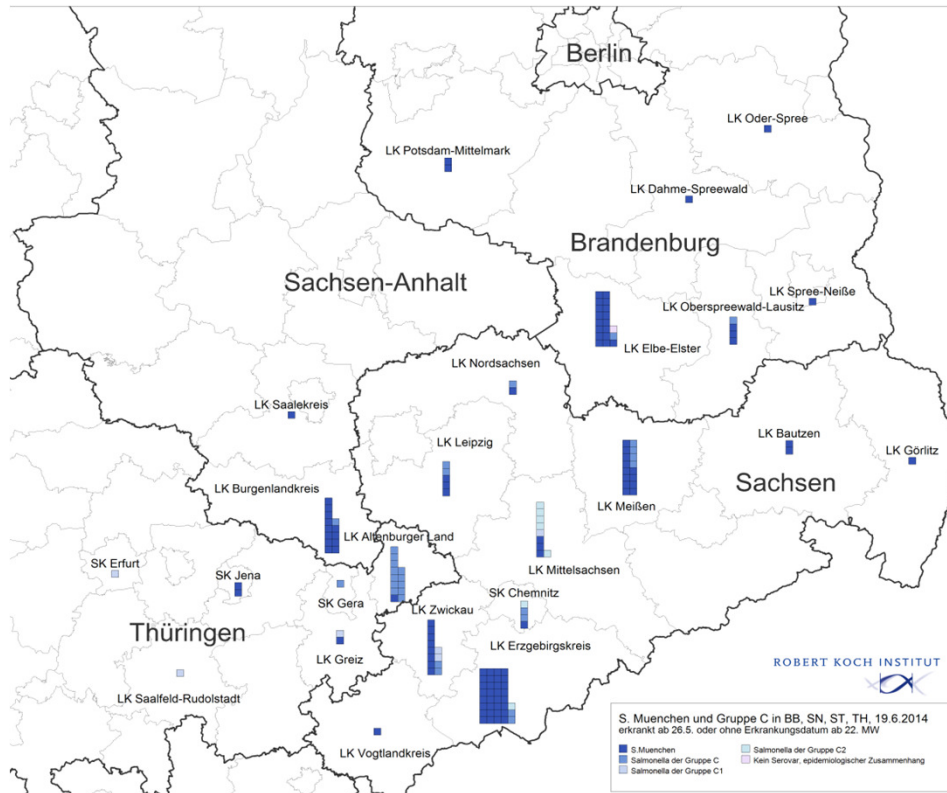 Berlin
LK Oder-Spree
LK Potsdam-Mittelmark
LK Dahme-Spreewald
Brandenburg
Sachsen-Anhalt
LK Spree-Neiße
LK Oberspreewald-Lausitz
LK Elbe-Elster
LK Nordsachsen
LK Saalekreis
LK Leipzig
LK Bautzen
LK Görlitz
Sachsen
LK Burgenlandkreis
LK Meißen
LK Altenburger Land
SK Erfurt
LK Mittelsachsen
SK Jena
SK Gera
SK Chemnitz
LK Zwickau
Thüringen
LK Erzgebirgskreis
LK Greiz
LK Saalfeld-Rudolstadt
LK Vogtlandkreis
ROBERT KOCH INSTITUT
S. Muenchen und Gruppe C in BB, SN, ST, TH, 19.6.2014
erkrankt ab 26.5. oder ohne Erkrankungsdatum ab 22. MW
S.Muenchen
Salmonella der Gruppe C
Salmonella der Gruppe C1
Salmonella der Gruppe C2
Kein Serovar, epidemiologischer Zusammenhang